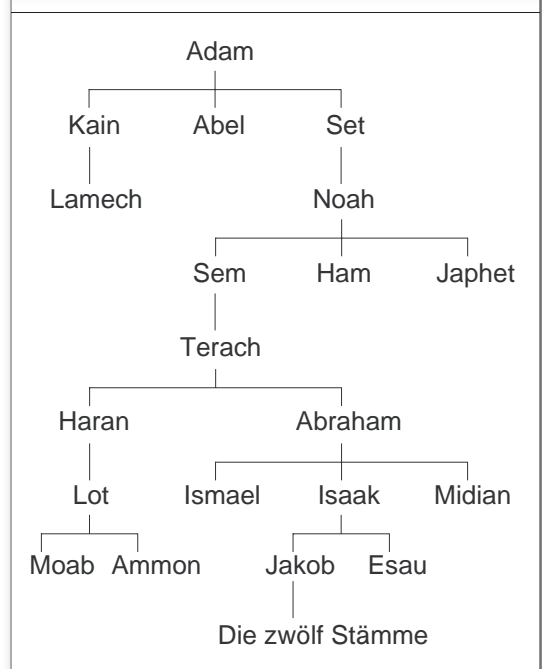 Adam
Kain Abel Set
Lamech Noah
Sem Ham Japhet
Terach
Haran Abraham
Lot Ismael Isaak Midian
Moab Ammon Jakob Esau
Die zwölf Stämme